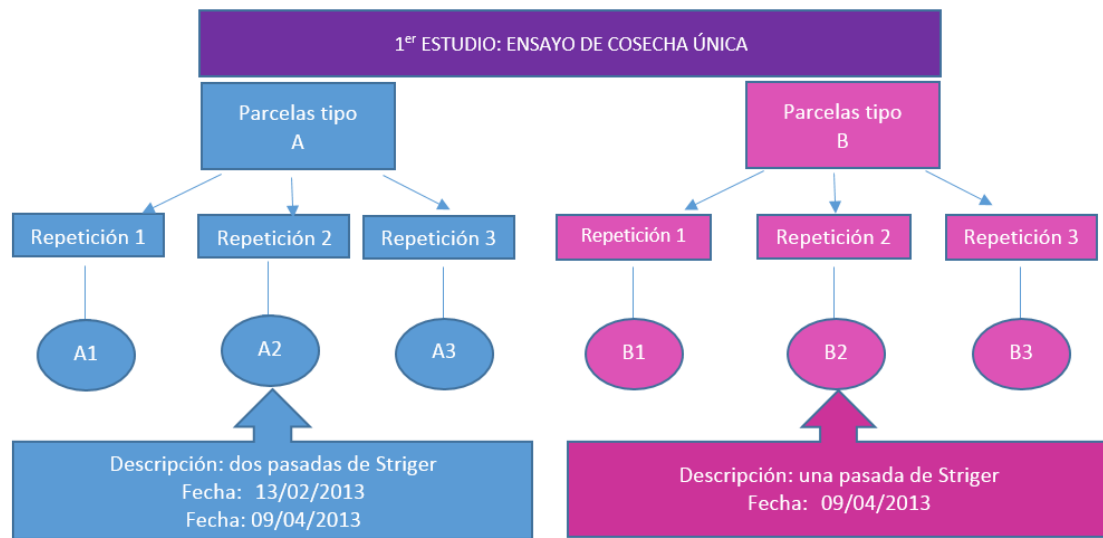 1er ESTUDIO: ENSAYO DE COSECHA ÚNICA
Parcelas tipo
A
Parcelas tipo
B
Repetición 1
Repetición 2
Repetición 3
Repetición 1
Repetición 2
Repetición 3
A1
A2
A3
B1
B2
B3
Descripción: dos pasadas de Striger
Fecha: 13/02/2013
Fecha: 09/04/2013
Descripción: una pasada de Striger
Fecha: 09/04/2013